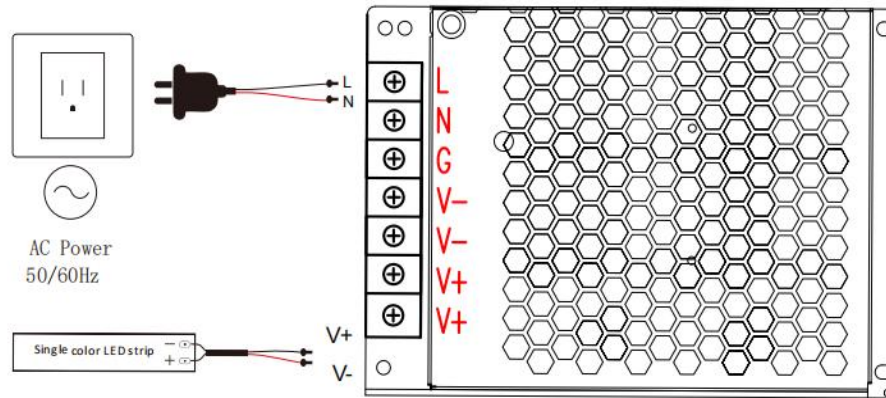 L
N
AC Power
50/60Hz
Single color LED strip
−
+
V+
V-
L
N
G
V−
V−
V+
V+